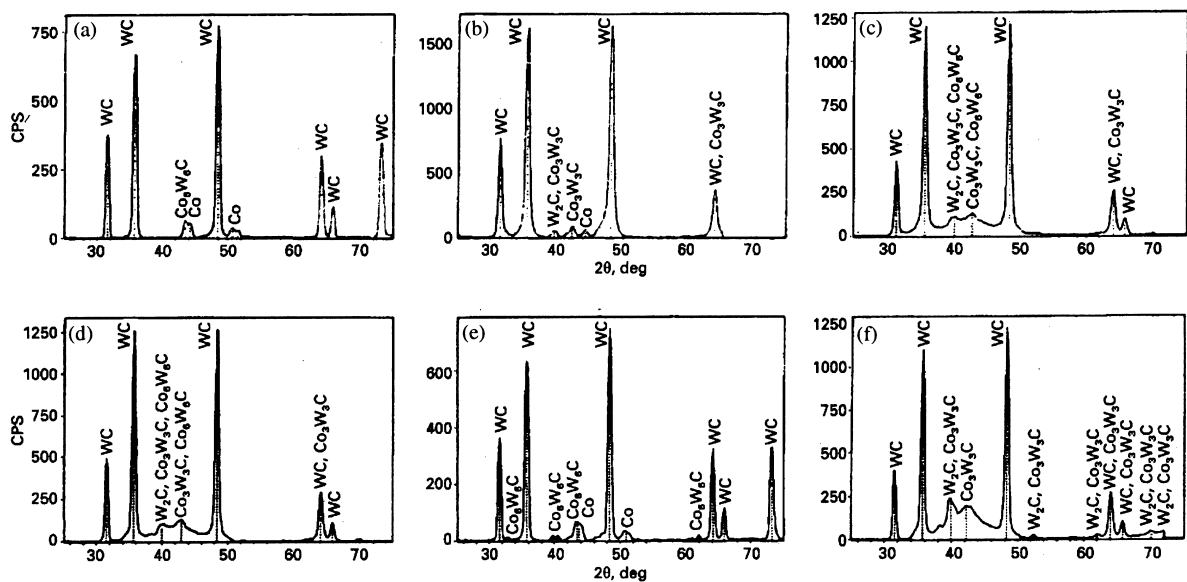 (a)
WC
WC
Co₆W₆C
Co
WC
Co
WC
WC
WC
750
500
250
0
CPS
30 40 50 60 70
(b)
WC
WC
W₂C, Co₃W₃C
Co₃W₃C
Co
WC
WC, Co₃W₃C
1500
1000
500
0
30 40 50 60 70
2θ, deg
(c)
WC
WC
W₂C, Co₃W₃C, Co₆W₆C
Co₃W₃C, Co₆W₆C
WC
WC, Co₃W₃C
WC
1250
1000
750
500
250
0
30 40 50 60 70
(d)
WC
WC
W₂C, Co₃W₃C, Co₆W₆C
Co₃W₃C, Co₆W₆C
WC
WC, Co₃W₃C
WC
1250
1000
750
500
250
0
CPS
30 40 50 60 70
(e)
WC
Co₆W₆C
WC
Co₆W₆C
Co₆W₆C
Co
WC
Co
Co₆W₆C
WC
WC
WC
600
400
200
0
30 40 50 60 70
2θ, deg
(f)
WC
WC
W₂C, Co₃W₃C
Co₃W₃C
WC
W₂C, Co₃W₃C
W₂C, Co₃W₃C
WC, Co₃W₃C
WC, Co₃W₃C
W₂C, Co₃W₃C
W₂C, Co₃W₃C
1250
1000
750
500
250
0
30 40 50 60 70